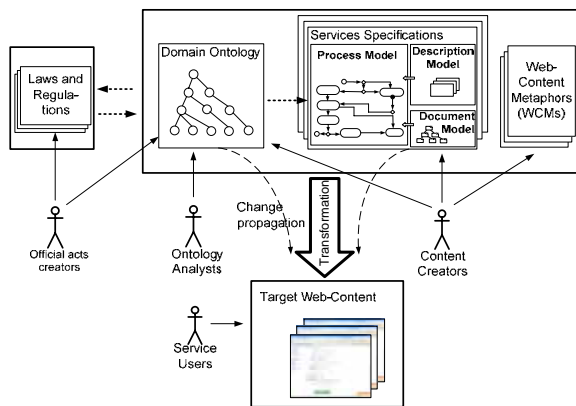 Services Specifications
Domain Ontology
Process Model
Description
Model
Document
Model
Laws and
Regula-
tions
Web-
Content
Metaphors
(WCMs)
Change
propagation
Transformation
Official acts
creators
Ontology
Analysts
Content
Creators
Target Web-Content
Service
Users